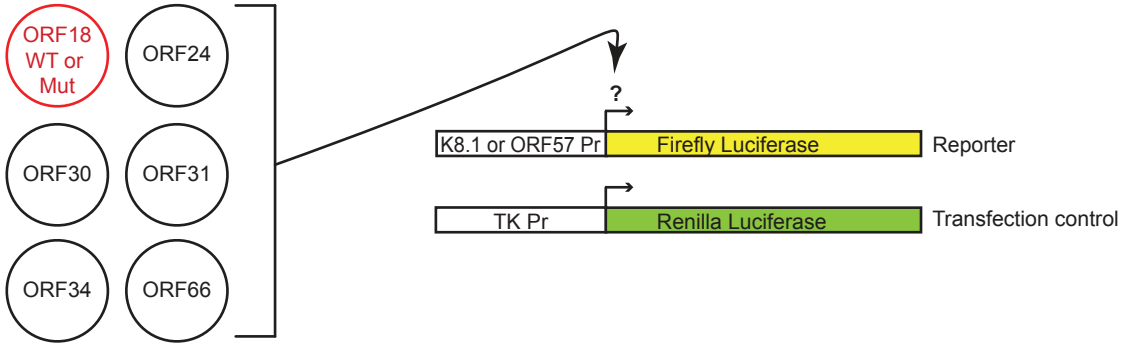 ORF18
WT or
Mut
ORF24
ORF30
ORF31
ORF34
ORF66
?
K8.1 or ORF57 Pr
Firefly Luciferase
Reporter
TK Pr
Renilla Luciferase
Transfection control